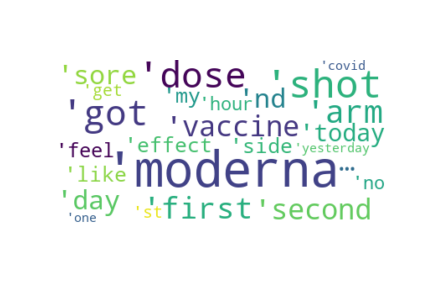 'covid
'sore 'dose 'shot
'get 'my 'hour 'nd
'got 'vaccine 'arm
'today
'feel 'effect 'side 'yesterday
'moderna …
'like 'no
'day 'first 'second
'one 'st